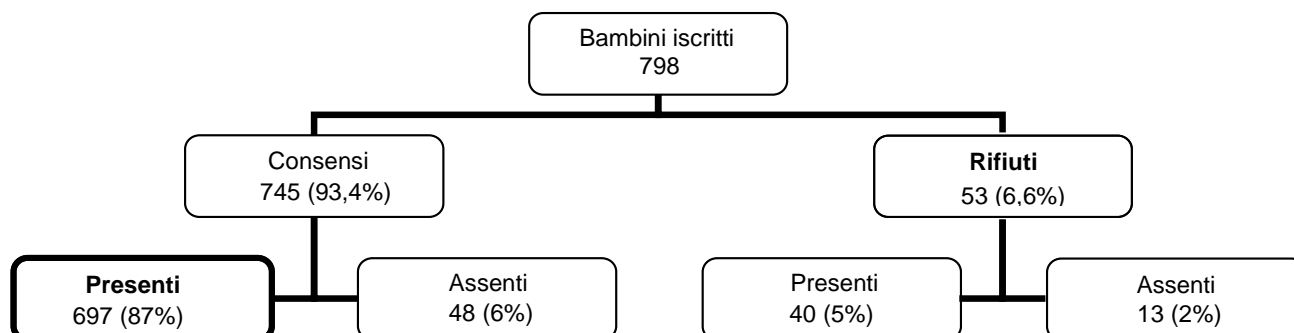 Bambini iscritti
798
Consensi
745 (93,4%)
Rifiuti
53 (6,6%)
Presenti
697 (87%)
Assenti
48 (6%)
Presenti
40 (5%)
Assenti
13 (2%)